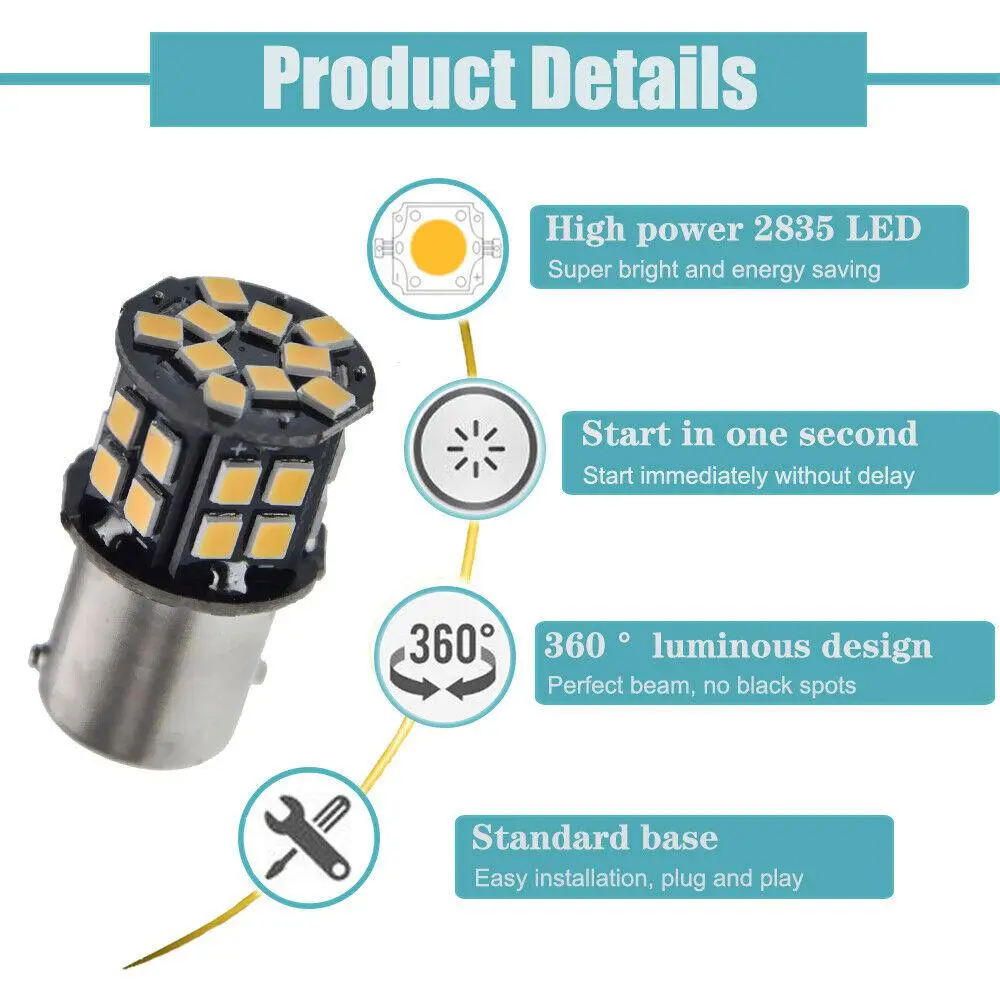 Product Details
High power 2835 LED
Super bright and energy saving
Start in one second
Start immediately without delay
360°
360 ° luminous design
Perfect beam, no black spots
Standard base
Easy installation, plug and play